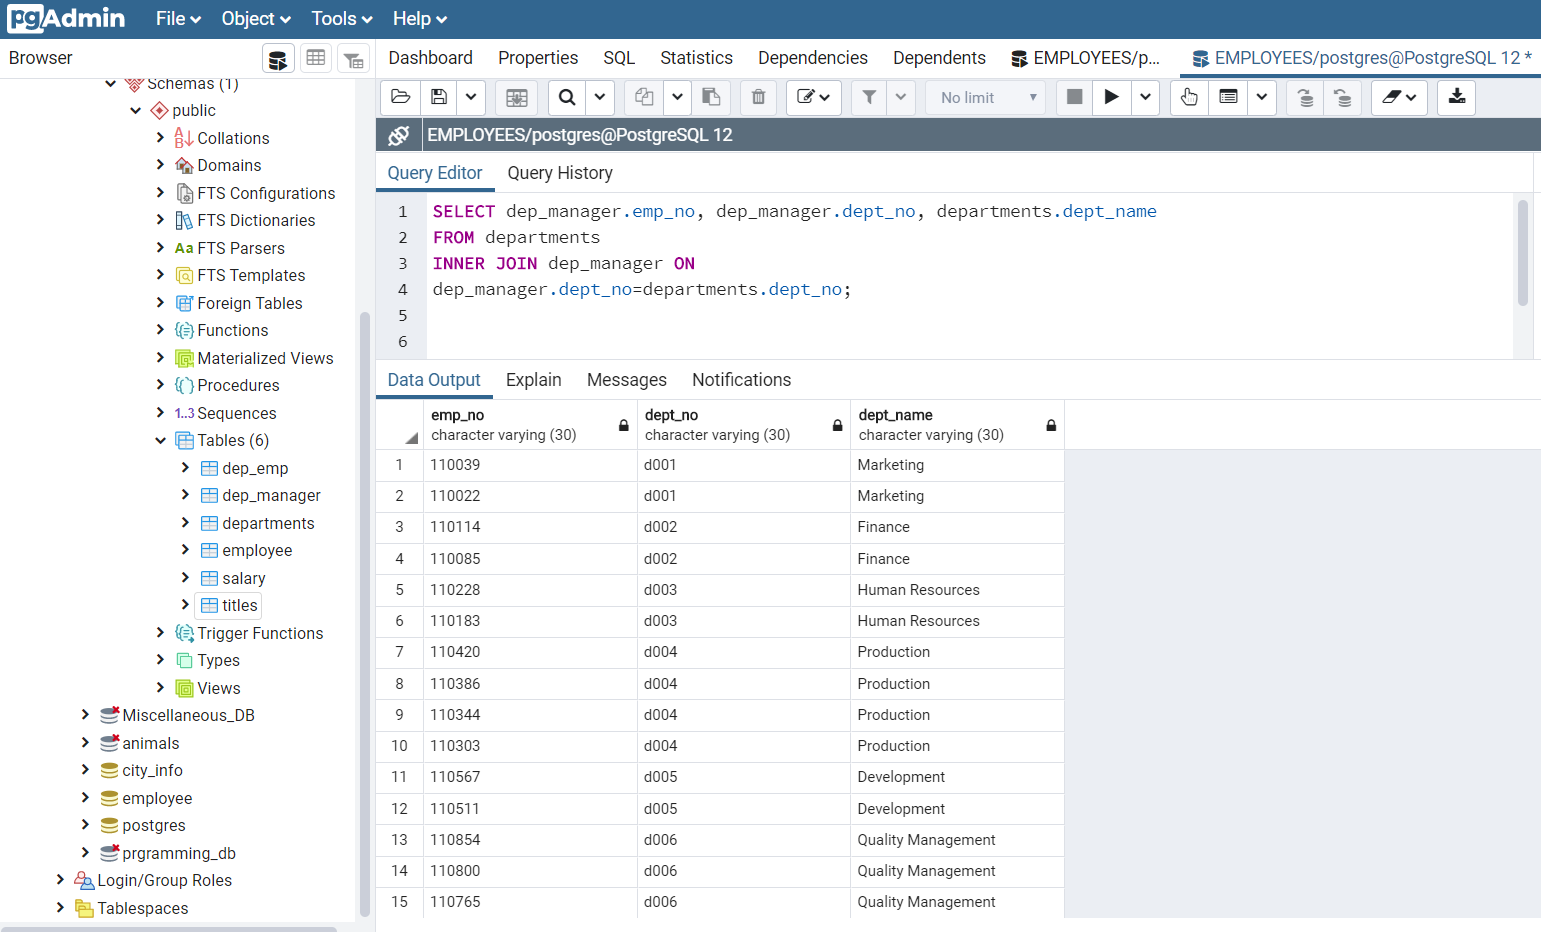 pgAdmin File Object Tools Help
Browser
Dashboard Properties SQL Statistics Dependencies Dependents EMPLOYEES/p... EMPLOYEES/postgres@PostgreSQL 12 *
Schemas (1)
public
Collations
Domains
FTS Configurations
FTS Dictionaries
Aa FTS Parsers
FTS Templates
Foreign Tables
Functions
Materialized Views
Procedures
1..3 Sequences
Tables (6)
dep_emp
dep_manager
departments
employee
salary
titles
Trigger Functions
Types
Views
Miscellaneous_DB
animals
city_info
employee
postgres
prgramming_db
Login/Group Roles
Tablespaces
No limit
EMPLOYEES/postgres@PostgreSQL 12
Query Editor Query History
1 SELECT dep_manager.emp_no, dep_manager.dept_no, departments.dept_name
2 FROM departments
3 INNER JOIN dep_manager ON
4 dep_manager.dept_no=departments.dept_no;
5
6
Data Output Explain Messages Notifications
emp_no dept_no dept_name
character varying (30) character varying (30) character varying (30)
1 110039 d001 Marketing
2 110022 d001 Marketing
3 110114 d002 Finance
4 110085 d002 Finance
5 110228 d003 Human Resources
6 110183 d003 Human Resources
7 110420 d004 Production
8 110386 d004 Production
9 110344 d004 Production
10 110303 d004 Production
11 110567 d005 Development
12 110511 d005 Development
13 110854 d006 Quality Management
14 110800 d006 Quality Management
15 110765 d006 Quality Management